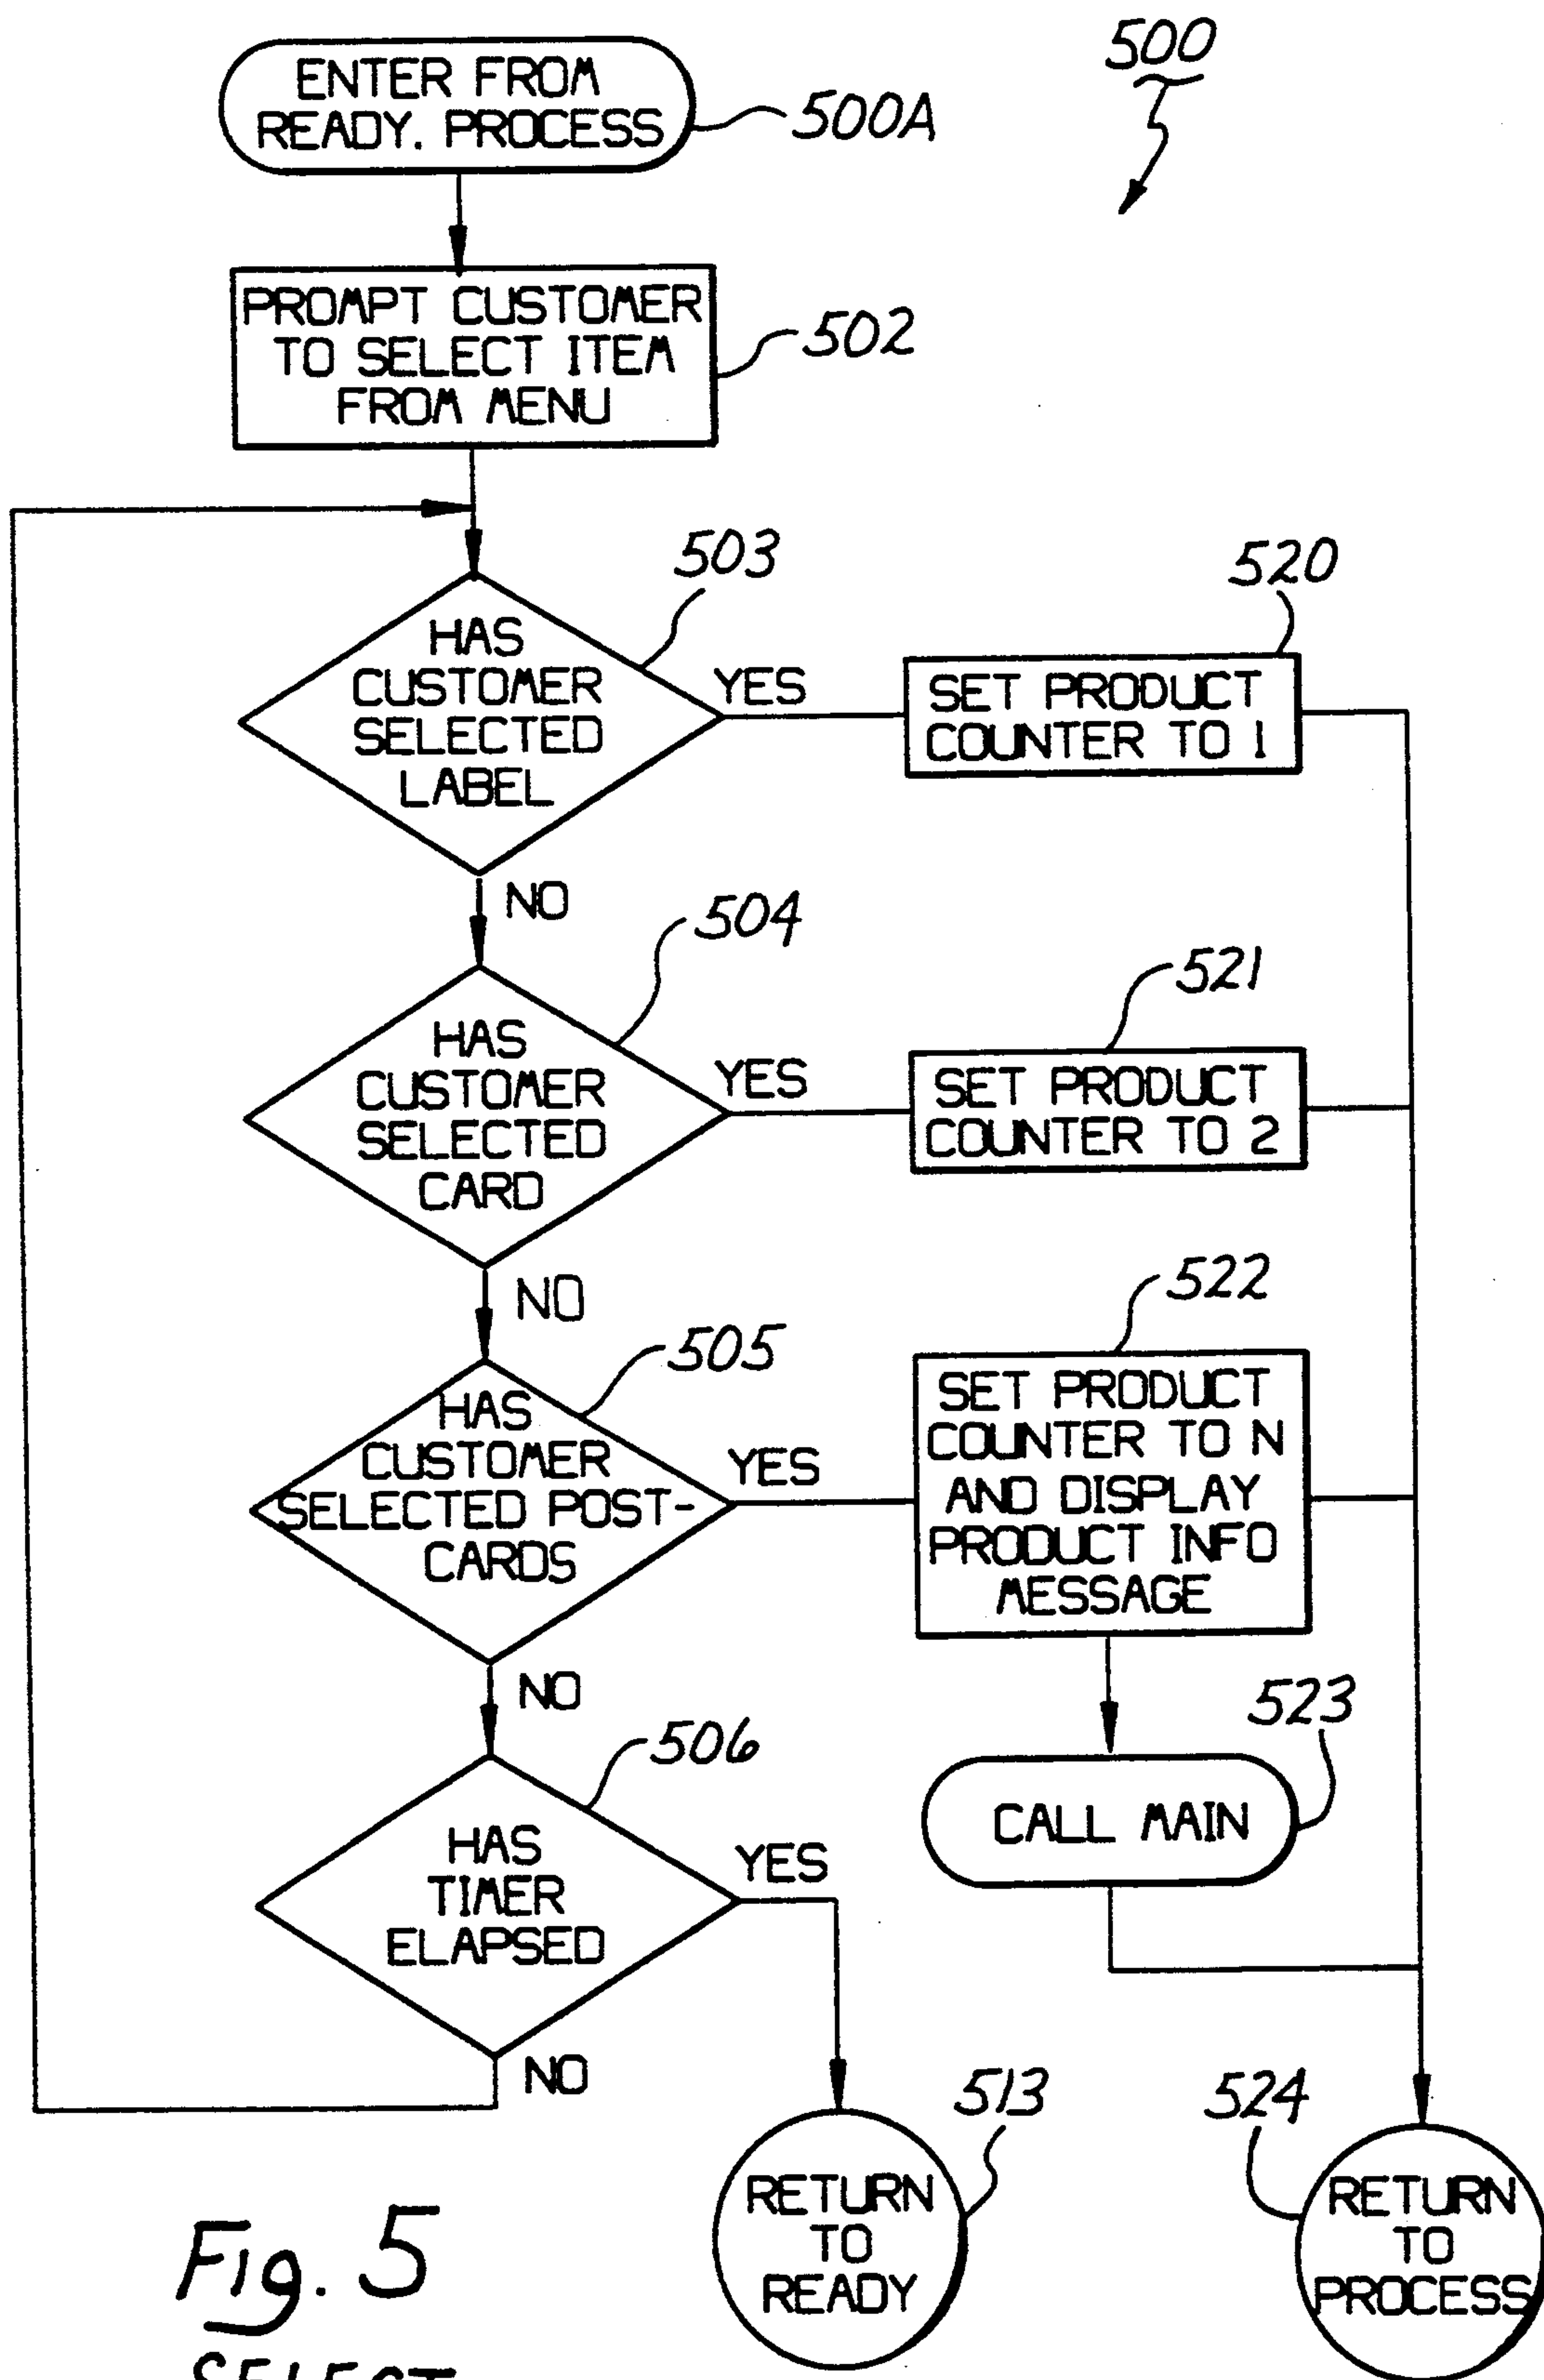 500
ENTER FROM
READY. PROCESS
500A
PROMPT CUSTOMER
TO SELECT ITEM
FROM MENU
502
503
HAS
CUSTOMER
SELECTED
LABEL
YES
520
SET PRODUCT
COUNTER TO 1
NO
504
HAS
CUSTOMER
SELECTED
CARD
YES
521
SET PRODUCT
COUNTER TO 2
NO
505
HAS
CUSTOMER
SELECTED POST-
CARDS
YES
522
SET PRODUCT
COUNTER TO N
AND DISPLAY
PRODUCT INFO
MESSAGE
NO
506
HAS
TIMER
ELAPSED
YES
523
CALL MAIN
NO
513
RETURN
TO
READY
524
RETURN
TO
PROCESS
Fig. 5
SELECT